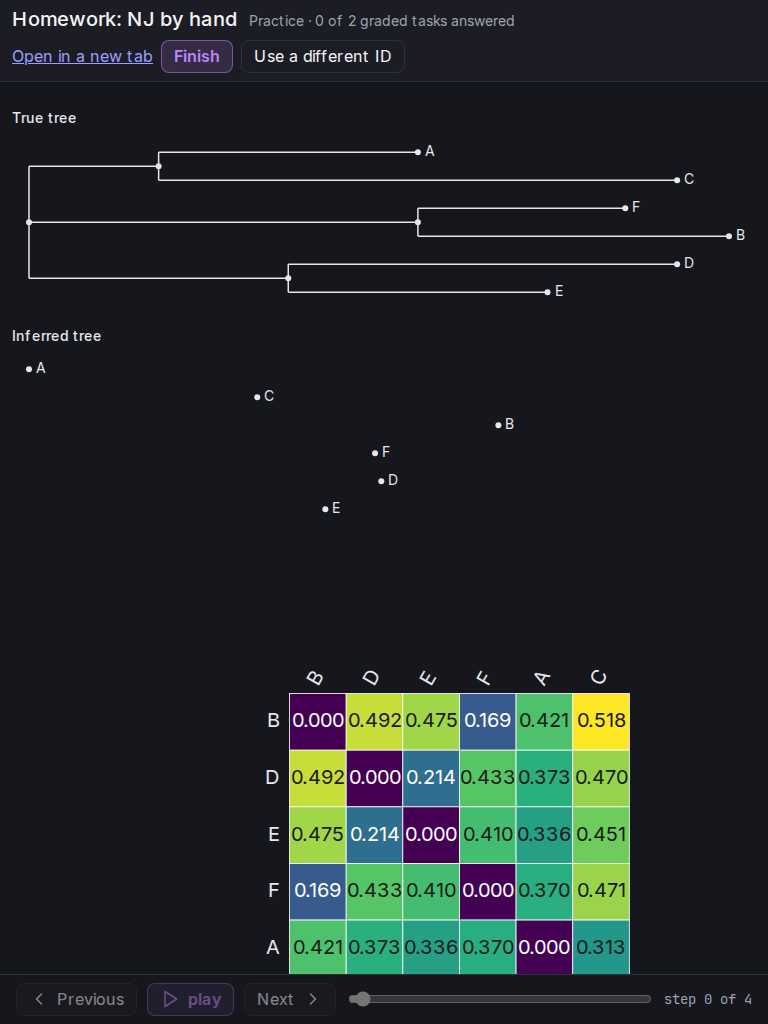 Homework: NJ by hand Practice · 0 of 2 graded tasks answered
Open in a new tab Finish Use a different ID
True tree
A
C
F
B
D
E
Inferred tree
A
C
B
F
D
E
B D E F A C
B 0.000 0.492 0.475 0.169 0.421 0.518
D 0.492 0.000 0.214 0.433 0.373 0.470
E 0.475 0.214 0.000 0.410 0.336 0.451
F 0.169 0.433 0.410 0.000 0.370 0.471
A 0.421 0.373 0.336 0.370 0.000 0.313
Previous play Next step 0 of 4